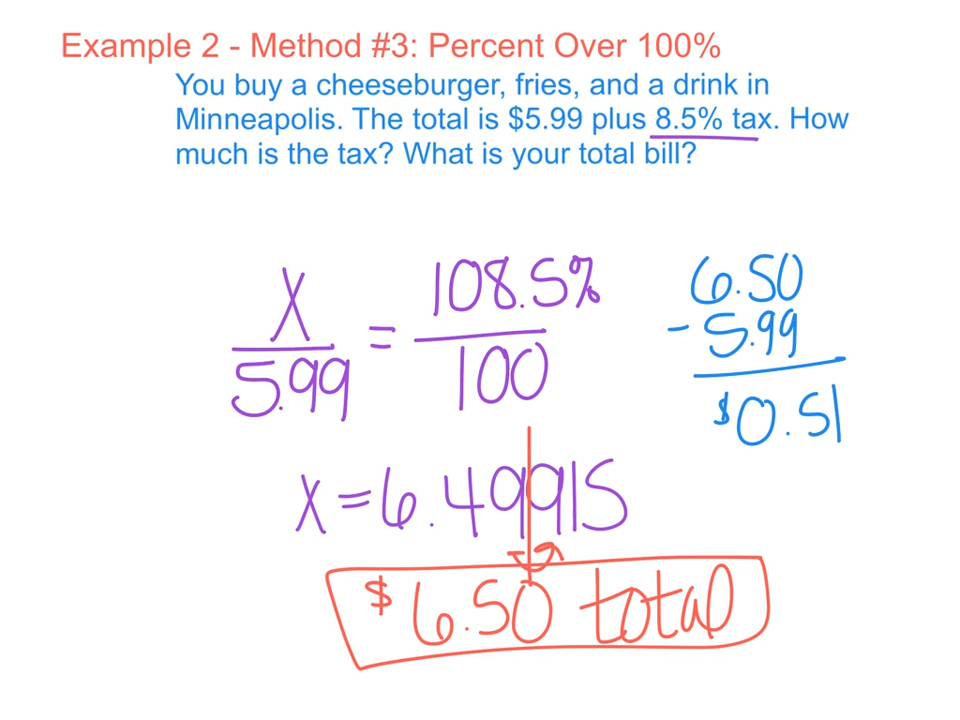 Example 2 - Method #3: Percent Over 100%
You buy a cheeseburger, fries, and a drink in
Minneapolis. The total is $5.99 plus 8.5% tax. How
much is the tax? What is your total bill?
X/5.99 = 108.5%/100
x = 6.49915
$6.50 total
6.50
- 5.99
$0.51